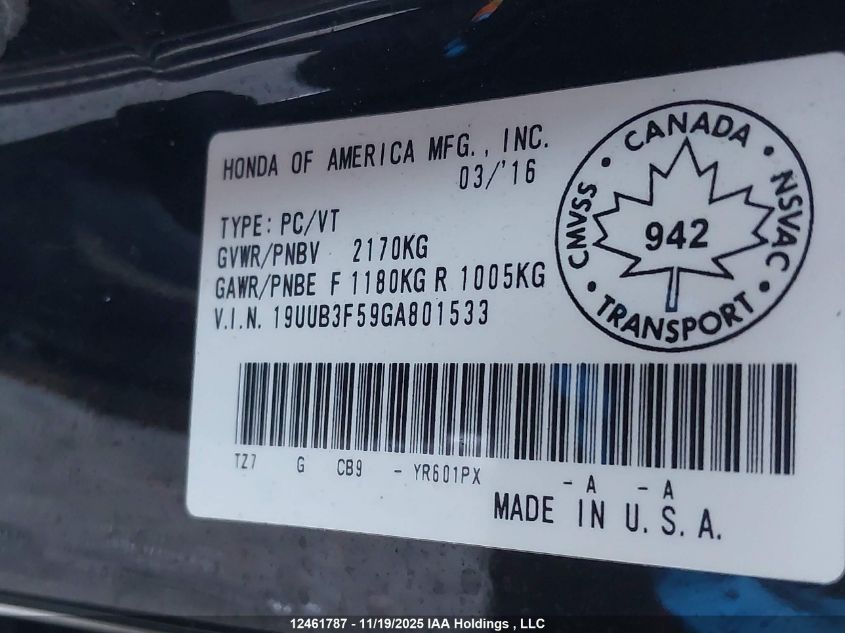 HONDA OF AMERICA MFG., INC.
03/'16
TYPE: PC/VT
GVWR/PNBV 2170KG
GAWR/PNBE F 1180KG R 1005KG
V.I.N. 19UUB3F59GA801533
CANADA
CMVSS
NSVAC
942
TRANSPORT
TZ7 G CB9 - YR601PX - A - A
MADE IN U.S.A.
12461787 - 11/19/2025 IAA Holdings, LLC